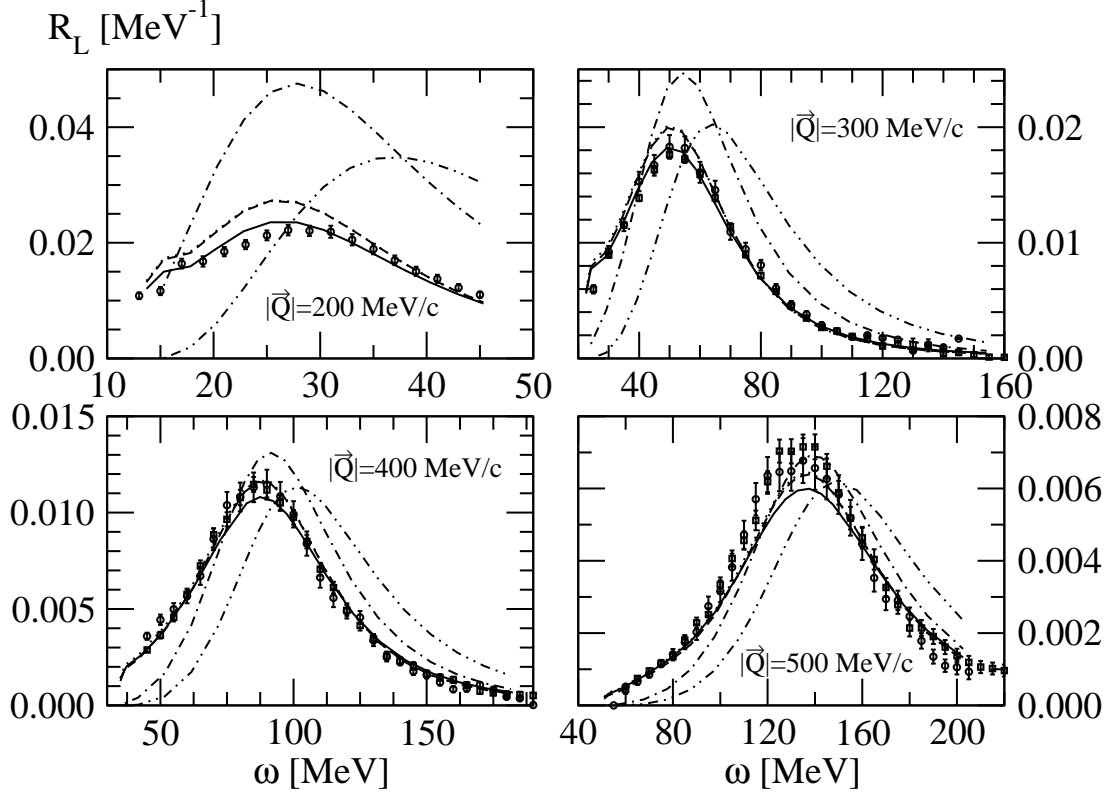 R_L [MeV^-1]
0.04
0.02
0.00
10 20 30 40 50
|Q⃗|=200 MeV/c
|Q⃗|=300 MeV/c
0.02
0.01
0.00
40 80 120 160
0.015
0.010
0.005
0.000
50 100 150
|Q⃗|=400 MeV/c
ω [MeV]
0.008
0.006
0.004
0.002
0.000
|Q⃗|=500 MeV/c
40 80 120 160 200
ω [MeV]